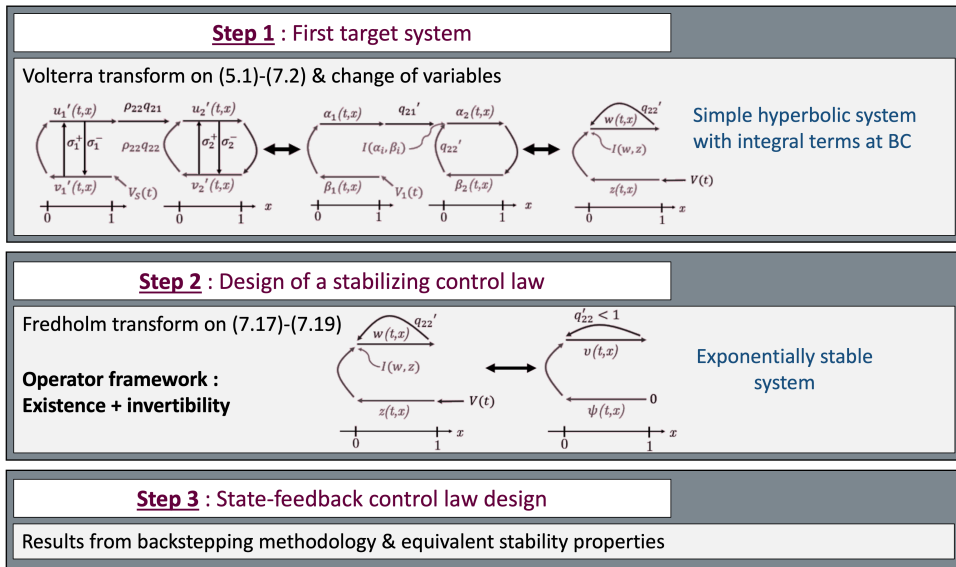 Step 1 : First target system
Volterra transform on (5.1)-(7.2) & change of variables
u₁′(t,x) ρ₂₂q₂₁ u₂′(t,x)
σ₁⁺ σ₁⁻ ρ₂₂q₂₂ σ₂⁺ σ₂⁻
v₁′(t,x) V_S(t) v₂′(t,x)
0 1 0 1 x
α₁(t,x) q₂₁′ α₂(t,x)
I(αᵢ,βᵢ) q₂₂′
β₁(t,x) V₁(t) β₂(t,x)
0 1 0 1 x
q₂₂′
w(t,x)
I(w,z)
z(t,x) V(t)
0 1 x
Simple hyperbolic system
with integral terms at BC
Step 2 : Design of a stabilizing control law
Fredholm transform on (7.17)-(7.19)
Operator framework :
Existence + invertibility
q₂₂′
w(t,x)
I(w,z)
z(t,x) V(t)
0 1 x
q′₂₂ < 1
υ(t,x)
ψ(t,x) 0
0 1 x
Exponentially stable
system
Step 3 : State-feedback control law design
Results from backstepping methodology & equivalent stability properties